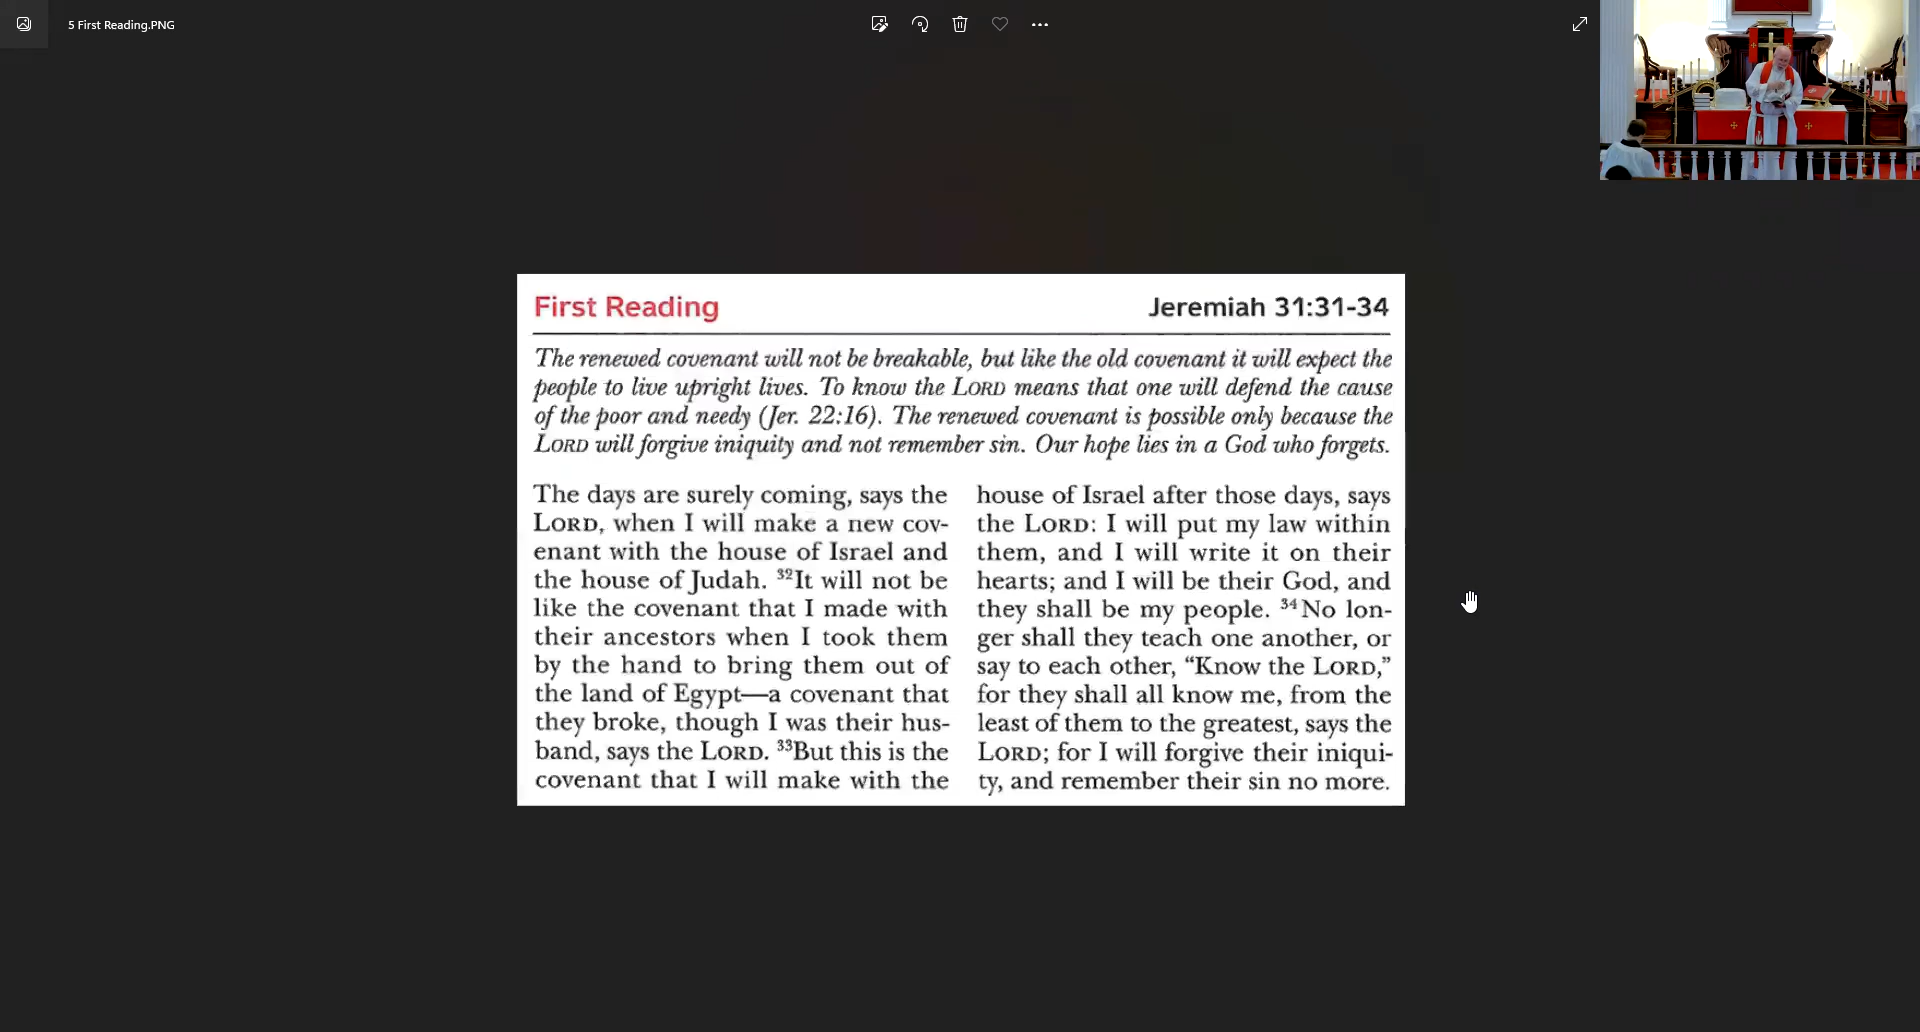 5 First Reading.PNG
First Reading
Jeremiah 31:31-34
The renewed covenant will not be breakable, but like the old covenant it will expect the
people to live upright lives. To know the LORD means that one will defend the cause
of the poor and needy (Jer. 22:16). The renewed covenant is possible only because the
LORD will forgive iniquity and not remember sin. Our hope lies in a God who forgets.
The days are surely coming, says the
LORD, when I will make a new cov-
enant with the house of Israel and
the house of Judah. ³²It will not be
like the covenant that I made with
their ancestors when I took them
by the hand to bring them out of
the land of Egypt—a covenant that
they broke, though I was their hus-
band, says the LORD. ³³But this is the
covenant that I will make with the
house of Israel after those days, says
the LORD: I will put my law within
them, and I will write it on their
hearts; and I will be their God, and
they shall be my people. ³⁴No lon-
ger shall they teach one another, or
say to each other, “Know the LORD,”
for they shall all know me, from the
least of them to the greatest, says the
LORD; for I will forgive their iniqui-
ty, and remember their sin no more.